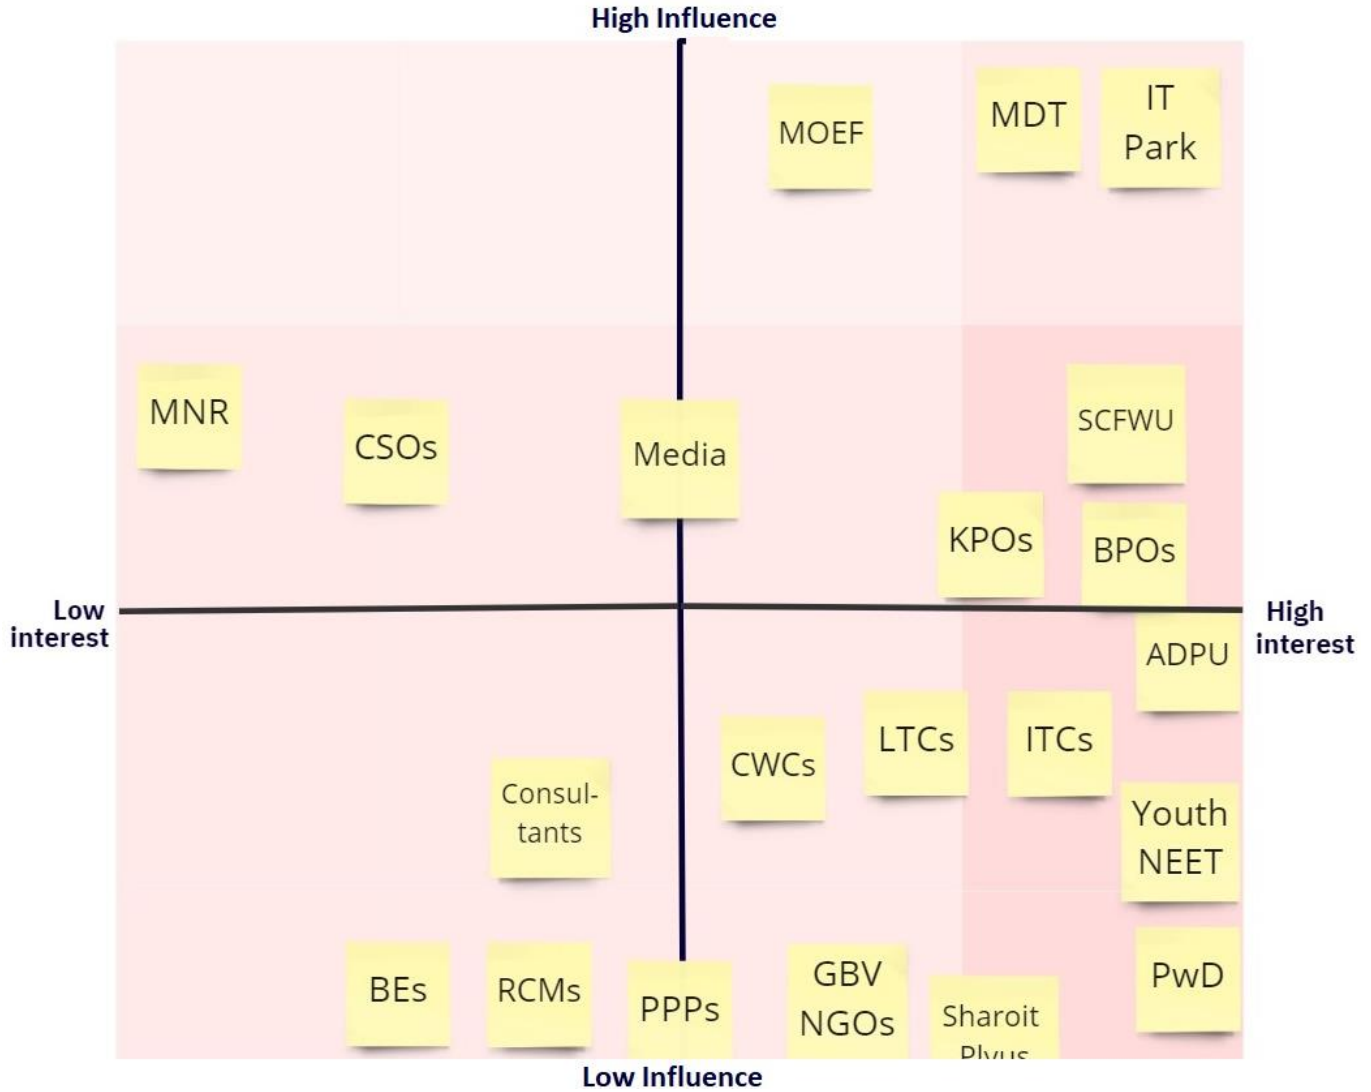 High Influence
MOEF
MDT
IT
Park
MNR
CSOs
Media
SCFWU
KPOs
BPOs
Low
interest
High
interest
ADPU
CWCs
LTCs
ITCs
Consul-
tants
Youth
NEET
BEs
RCMs
PPPs
GBV
NGOs
Sharoit
Plyus
PwD
Low Influence